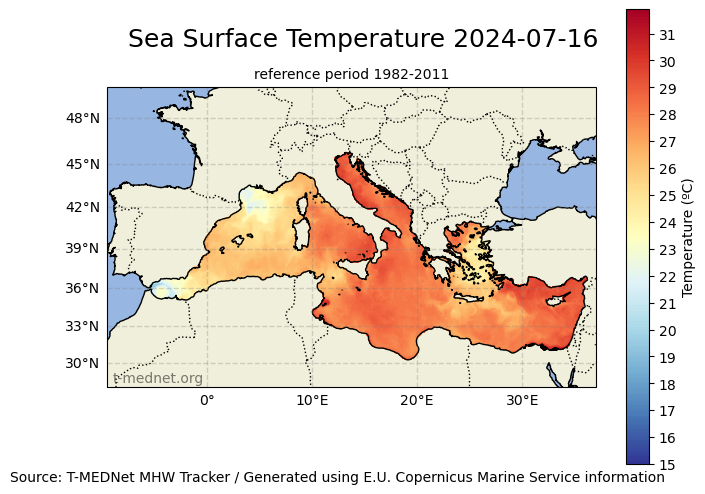 Sea Surface Temperature 2024-07-16
reference period 1982-2011
48°N
45°N
42°N
39°N
36°N
33°N
30°N
t-mednet.org
0°
10°E
20°E
30°E
31
30
29
28
27
26
25
24
23
22
21
20
19
18
17
16
15
Temperature (ºC)
Source: T-MEDNet MHW Tracker / Generated using E.U. Copernicus Marine Service information